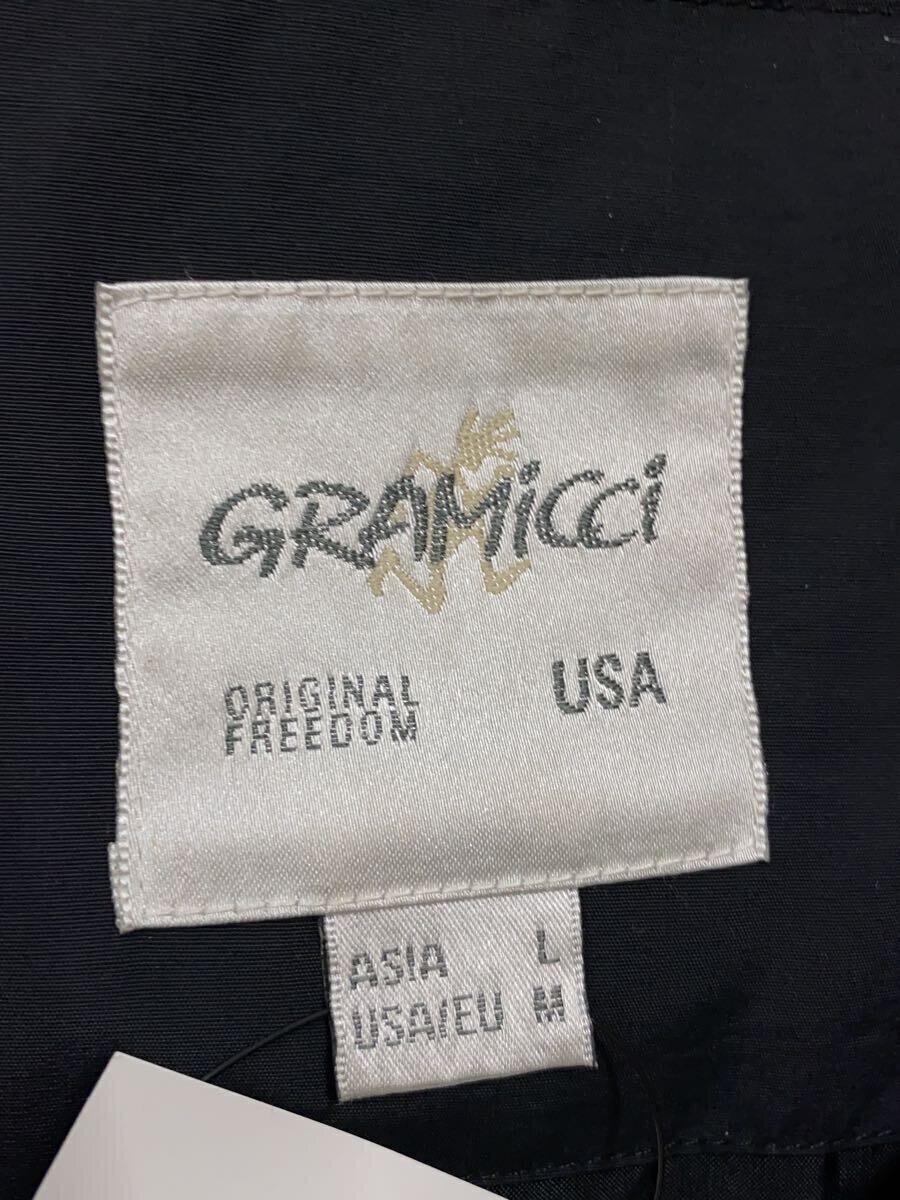 GRAMiCCi
ORIGINAL
FREEDOM
USA
ASIA L
USA/EU M